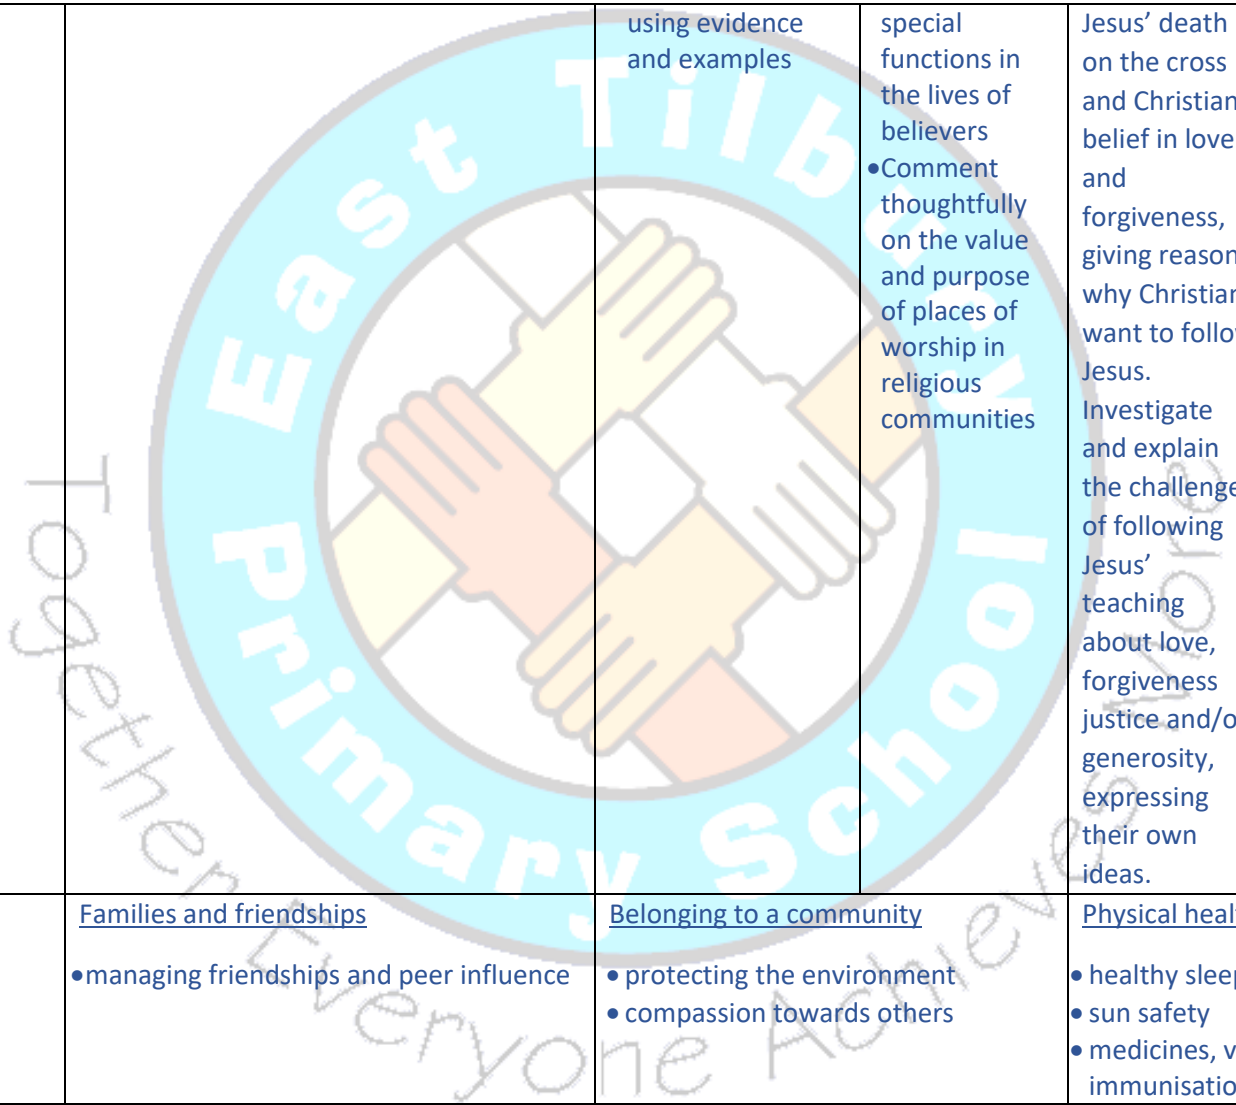 using evidence
and examples
special
functions in
the lives of
believers
•Comment
thoughtfully
on the value
and purpose
of places of
worship in
religious
communities
Jesus’ death
on the cross
and Christian
belief in love
and
forgiveness,
giving reason
why Christian
want to follow
Jesus.
Investigate
and explain
the challenge
of following
Jesus’
teaching
about love,
forgiveness
justice and/o
generosity,
expressing
their own
ideas.
Families and friendships
•managing friendships and peer influence
Belonging to a community
• protecting the environment
• compassion towards others
Physical heal
• healthy sleep
• sun safety
• medicines, v
immunisatio
East Tilbury
Primary School
Together Everyone Achieves More